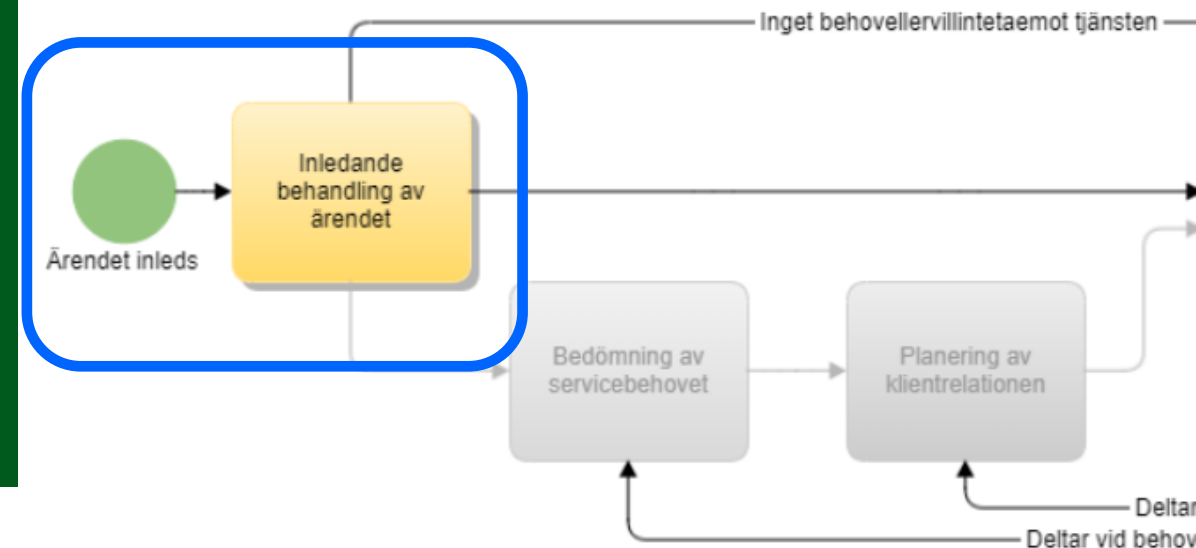 Inget behovellervillintetaemot tjänsten
Inledande
behandling av
ärendet
Ärendet inleds
Bedömning av
servicebehovet
Planering av
klientrelationen
Deltar
Deltar vid behov